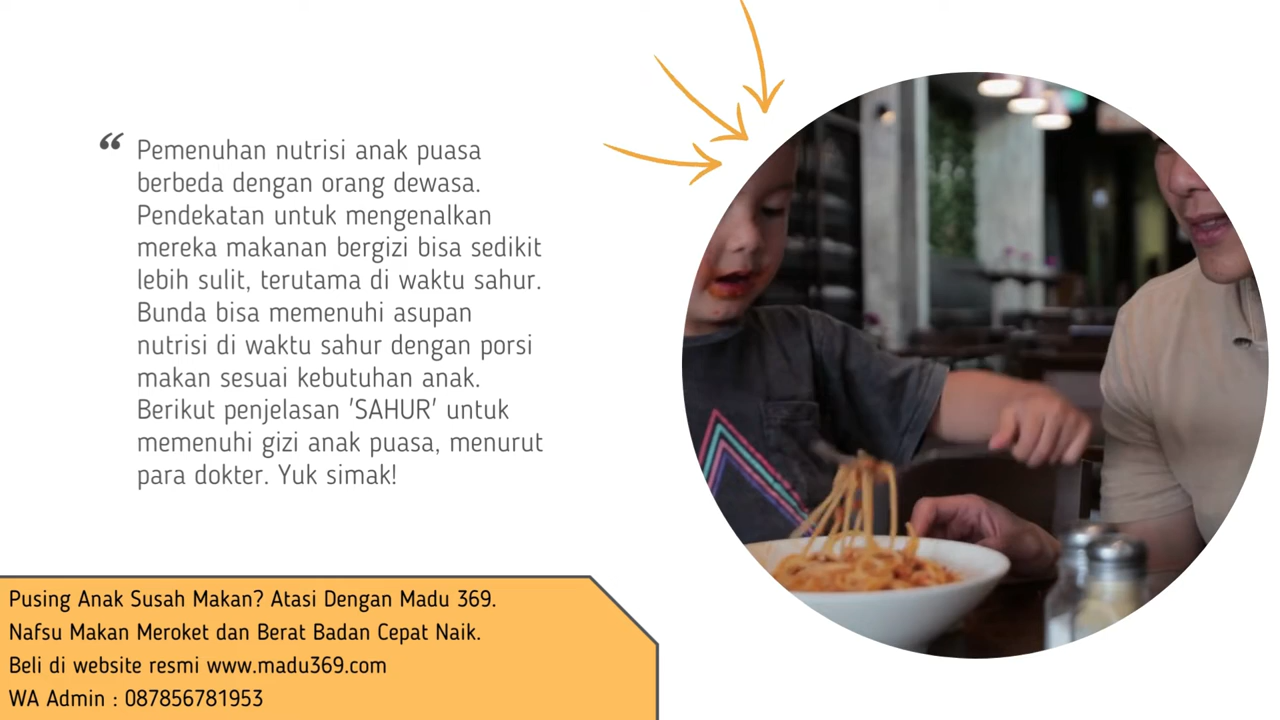 “ Pemenuhan nutrisi anak puasa
berbeda dengan orang dewasa.
Pendekatan untuk mengenalkan
mereka makanan bergizi bisa sedikit
lebih sulit, terutama di waktu sahur.
Bunda bisa memenuhi asupan
nutrisi di waktu sahur dengan porsi
makan sesuai kebutuhan anak.
Berikut penjelasan 'SAHUR' untuk
memenuhi gizi anak puasa, menurut
para dokter. Yuk simak!
Pusing Anak Susah Makan? Atasi Dengan Madu 369.
Nafsu Makan Meroket dan Berat Badan Cepat Naik.
Beli di website resmi www.madu369.com
WA Admin : 087856781953